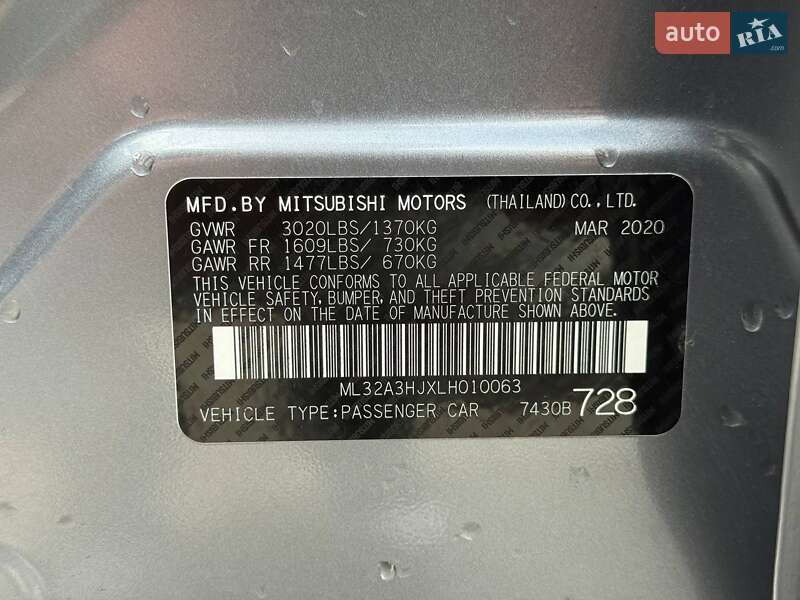 auto RIA.com
MFD.BY MITSUBISHI MOTORS (THAILAND)CO.,LTD.
GVWR 3020LBS/1370KG MAR 2020
GAWR FR 1609LBS/ 730KG
GAWR RR 1477LBS/ 670KG
THIS VEHICLE CONFORMS TO ALL APPLICABLE FEDERAL MOTOR
VEHICLE SAFETY, BUMPER, AND THEFT PREVENTION STANDARDS
IN EFFECT ON THE DATE OF MANUFACTURE SHOWN ABOVE.
ML32A3HJXLH010063
VEHICLE TYPE:PASSENGER CAR 7430B 728